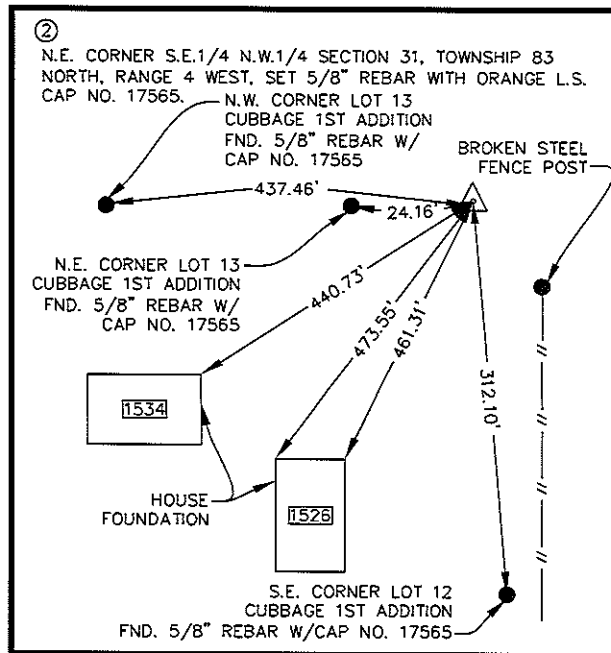 ②
N.E. CORNER S.E.1/4 N.W.1/4 SECTION 31, TOWNSHIP 83
NORTH, RANGE 4 WEST, SET 5/8" REBAR WITH ORANGE L.S.
CAP NO. 17565.
N.W. CORNER LOT 13
CUBBAGE 1ST ADDITION
FND. 5/8" REBAR W/
CAP NO. 17565
BROKEN STEEL
FENCE POST
437.46'
24.16'
N.E. CORNER LOT 13
CUBBAGE 1ST ADDITION
FND. 5/8" REBAR W/
CAP NO. 17565
440.73'
473.55'
461.31'
312.10'
1534
HOUSE
FOUNDATION
1526
S.E. CORNER LOT 12
CUBBAGE 1ST ADDITION
FND. 5/8" REBAR W/CAP NO. 17565